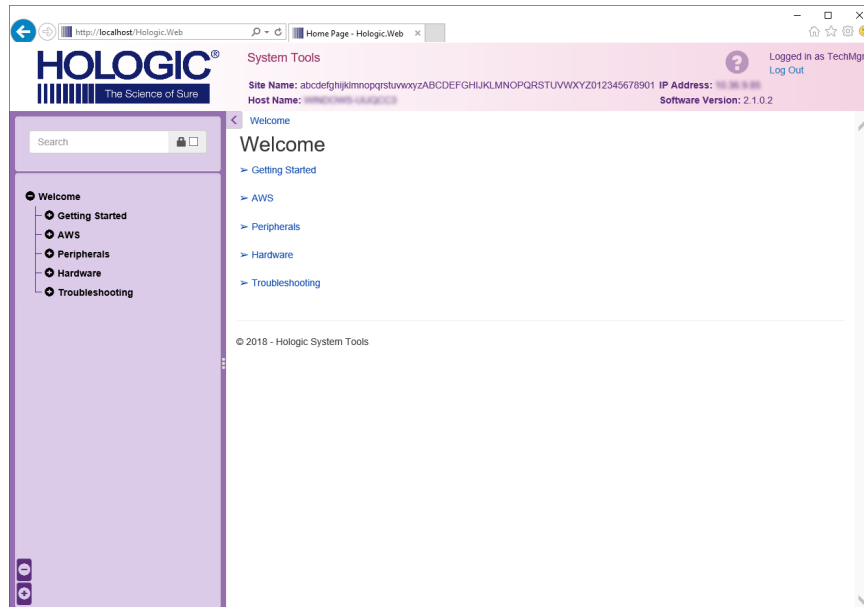 http://localhost/Hologic.Web
Home Page - Hologic.Web
HOLOGIC®
The Science of Sure
System Tools
Logged in as TechMgr
Log Out
Site Name: abcdefghijklmnopqrstuvwxyzABCDEFGHIJKLMNOPQRSTUVWXYZ012345678901 IP Address:
Host Name:
Software Version: 2.1.0.2
Search
Welcome
Getting Started
AWS
Peripherals
Hardware
Troubleshooting
Welcome
Welcome
➢ Getting Started
➢ AWS
➢ Peripherals
➢ Hardware
➢ Troubleshooting
© 2018 - Hologic System Tools